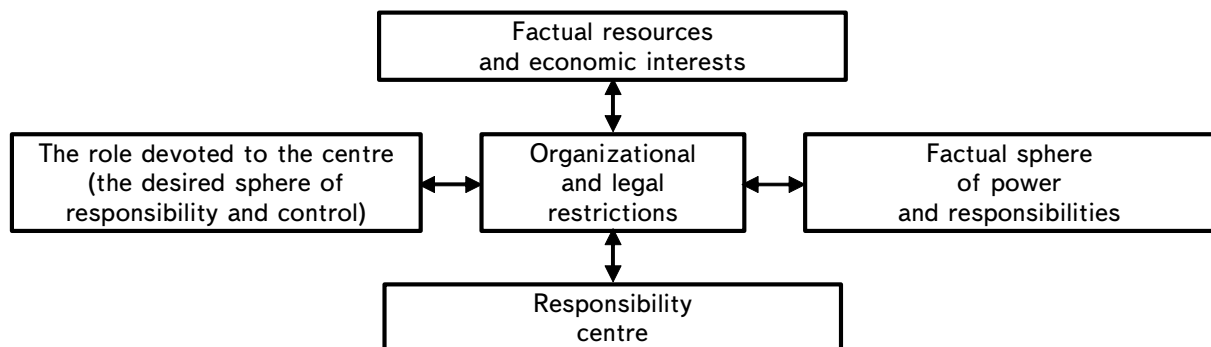 Factual resources
and economic interests
The role devoted to the centre
(the desired sphere of
responsibility and control)
Organizational
and legal
restrictions
Factual sphere
of power
and responsibilities
Responsibility
centre